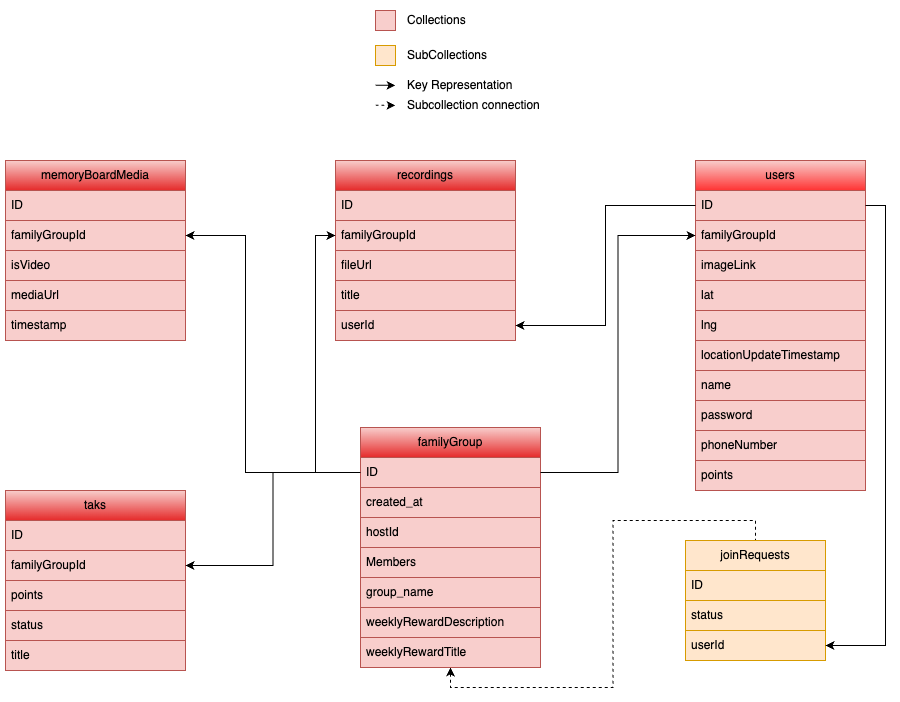 Collections
SubCollections
Key Representation
Subcollection connection
memoryBoardMedia
ID
familyGroupId
isVideo
mediaUrl
timestamp
recordings
ID
familyGroupId
fileUrl
title
userId
users
ID
familyGroupId
imageLink
lat
lng
locationUpdateTimestamp
name
password
phoneNumber
points
familyGroup
ID
created_at
hostId
Members
group_name
weeklyRewardDescription
weeklyRewardTitle
taks
ID
familyGroupId
points
status
title
joinRequests
ID
status
userId